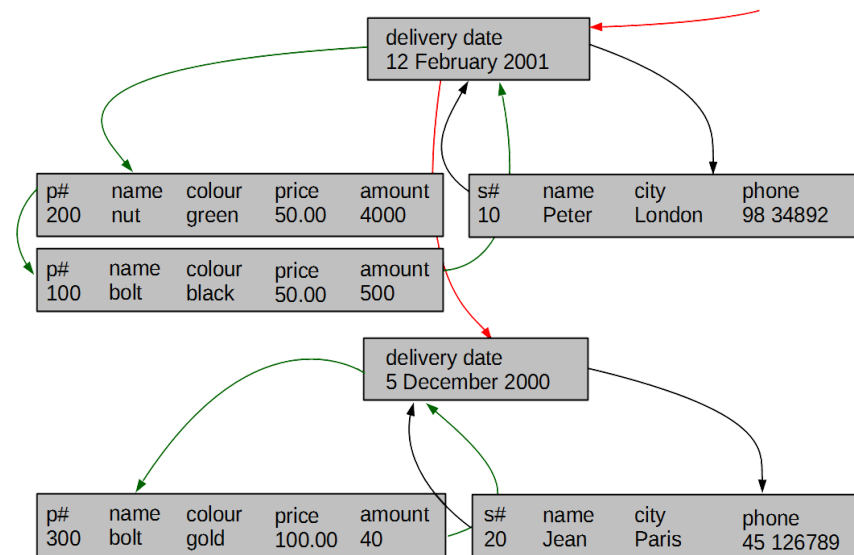 delivery date
12 February 2001
p# name colour price amount
200 nut green 50.00 4000
s# name city phone
10 Peter London 98 34892
p# name colour price amount
100 bolt black 50.00 500
delivery date
5 December 2000
p# name colour price amount
300 bolt gold 100.00 40
s# name city phone
20 Jean Paris 45 126789